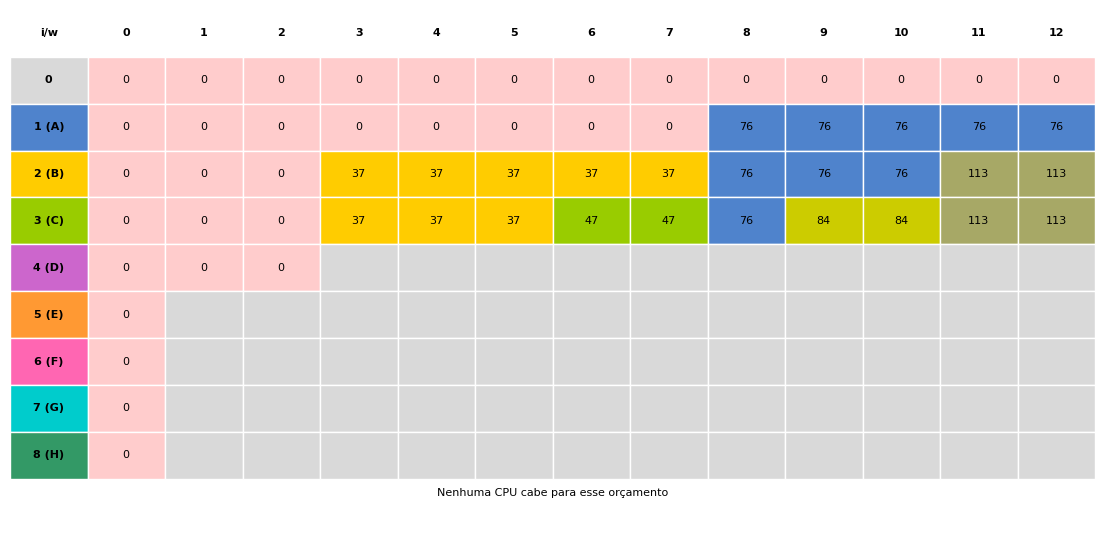 i/w 0 1 2 3 4 5 6 7 8 9 10 11 12
0 0 0 0 0 0 0 0 0 0 0 0 0 0
1 (A) 0 0 0 0 0 0 0 0 76 76 76 76 76
2 (B) 0 0 0 37 37 37 37 37 76 76 76 113 113
3 (C) 0 0 0 37 37 37 47 47 76 84 84 113 113
4 (D) 0 0 0
5 (E) 0
6 (F) 0
7 (G) 0
8 (H) 0
Nenhuma CPU cabe para esse orçamento